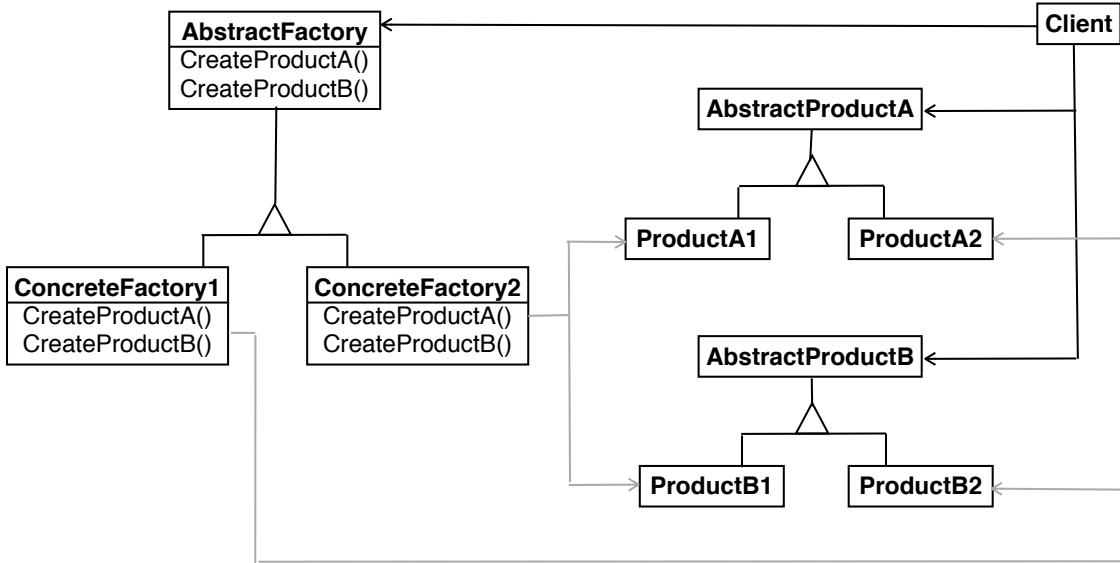 AbstractFactory
CreateProductA()
CreateProductB()
Client
AbstractProductA
ProductA1
ProductA2
ConcreteFactory1
CreateProductA()
CreateProductB()
ConcreteFactory2
CreateProductA()
CreateProductB()
AbstractProductB
ProductB1
ProductB2